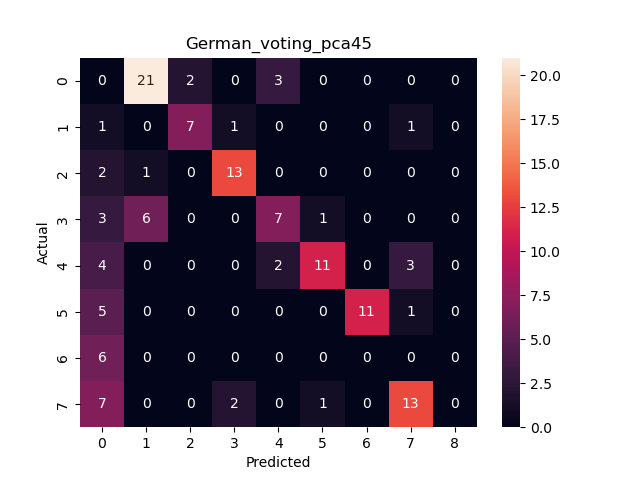 German_voting_pca45
0 0 21 2 0 3 0 0 0 0 20.0
1 1 0 7 1 0 0 0 1 0 17.5
2 2 1 0 13 0 0 0 0 0 15.0
3 3 6 0 0 7 1 0 0 0 12.5
Actual
4 4 0 0 0 2 11 0 3 0 10.0
5 5 0 0 0 0 0 11 1 0 7.5
6 6 0 0 0 0 0 0 0 0 5.0
7 7 0 0 2 0 1 0 13 0 2.5
0.0
0 1 2 3 4 5 6 7 8
Predicted